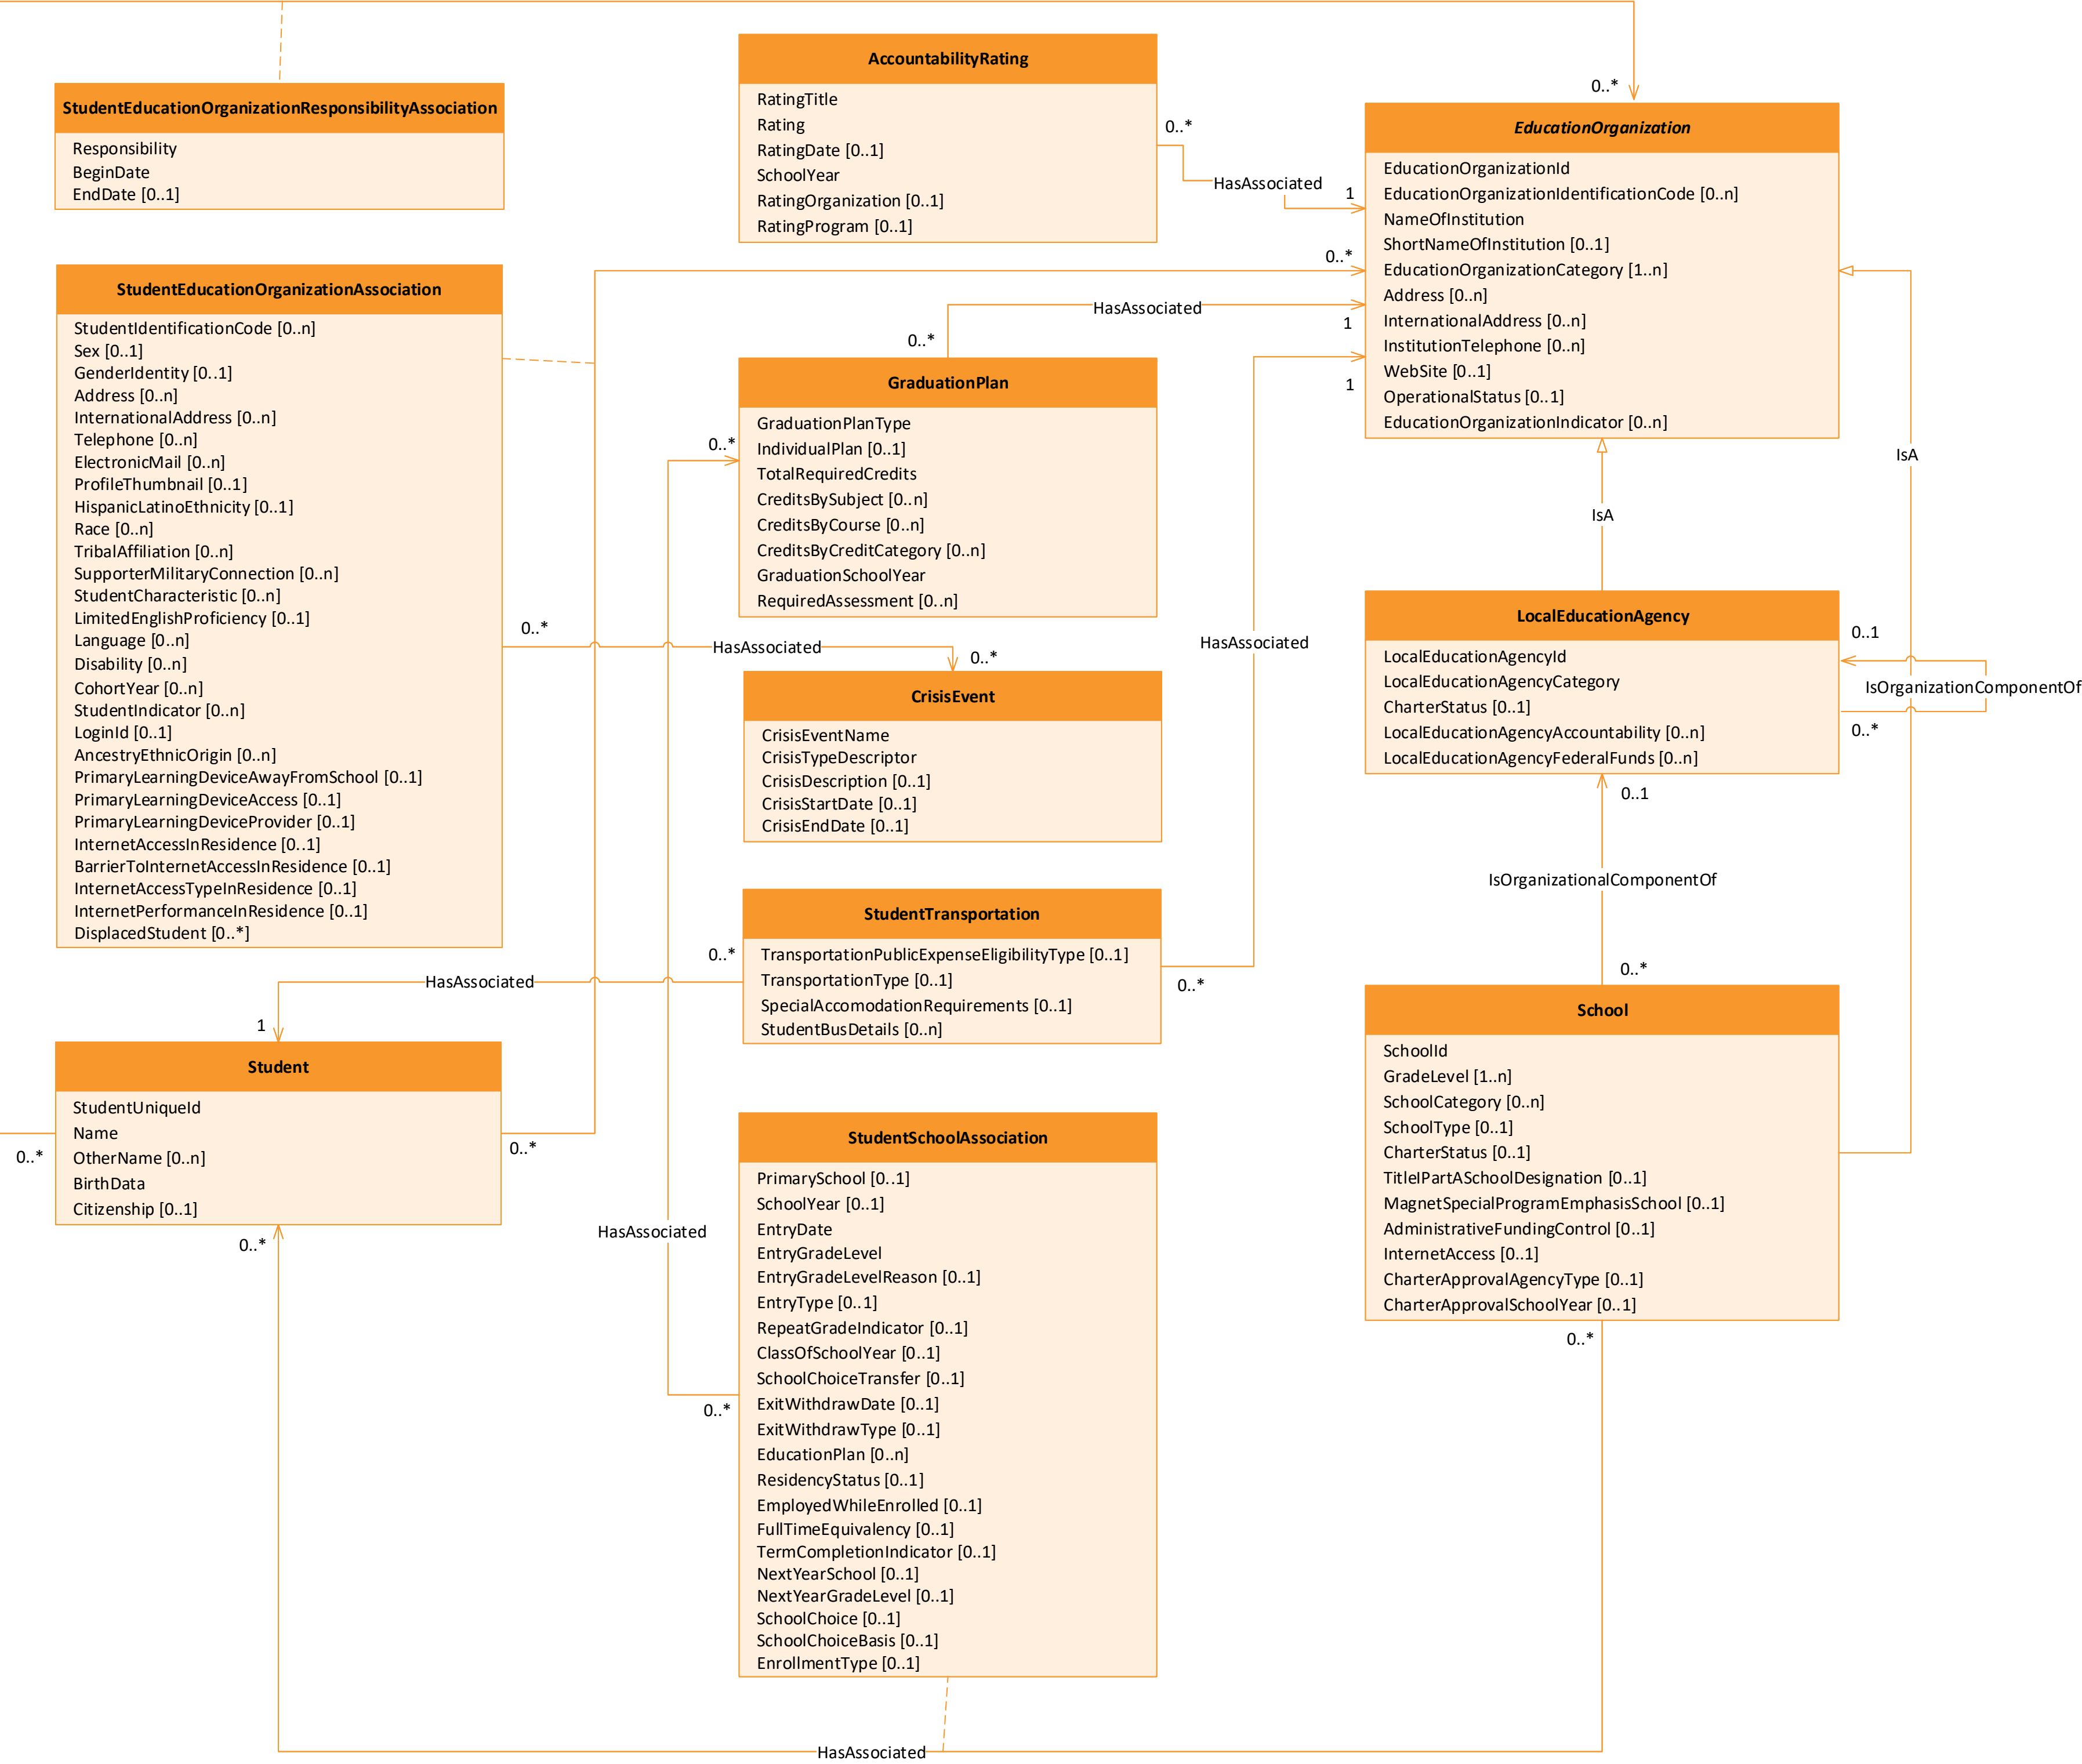 StudentEducationOrganizationResponsibilityAssociation
Responsibility
BeginDate
EndDate [0..1]
AccountabilityRating
RatingTitle
Rating
RatingDate [0..1]
SchoolYear
RatingOrganization [0..1]
RatingProgram [0..1]
0..*
HasAssociated
1
0..*
EducationOrganization
EducationOrganizationId
EducationOrganizationIdentificationCode [0..n]
NameOfInstitution
ShortNameOfInstitution [0..1]
EducationOrganizationCategory [1..n]
Address [0..n]
InternationalAddress [0..n]
InstitutionTelephone [0..n]
WebSite [0..1]
OperationalStatus [0..1]
EducationOrganizationIndicator [0..n]
0..*
HasAssociated
1
0..*
1
StudentEducationOrganizationAssociation
StudentIdentificationCode [0..n]
Sex [0..1]
GenderIdentity [0..1]
Address [0..n]
InternationalAddress [0..n]
Telephone [0..n]
ElectronicMail [0..n]
ProfileThumbnail [0..1]
HispanicLatinoEthnicity [0..1]
Race [0..n]
TribalAffiliation [0..n]
SupporterMilitaryConnection [0..n]
StudentCharacteristic [0..n]
LimitedEnglishProficiency [0..1]
Language [0..n]
Disability [0..n]
CohortYear [0..n]
StudentIndicator [0..n]
LoginId [0..1]
AncestryEthnicOrigin [0..n]
PrimaryLearningDeviceAwayFromSchool [0..1]
PrimaryLearningDeviceAccess [0..1]
PrimaryLearningDeviceProvider [0..1]
InternetAccessInResidence [0..1]
BarrierToInternetAccessInResidence [0..1]
InternetAccessTypeInResidence [0..1]
InternetPerformanceInResidence [0..1]
DisplacedStudent [0..*]
GraduationPlan
GraduationPlanType
IndividualPlan [0..1]
TotalRequiredCredits
CreditsBySubject [0..n]
CreditsByCourse [0..n]
CreditsByCreditCategory [0..n]
GraduationSchoolYear
RequiredAssessment [0..n]
0..*
IsA
IsA
0..*
HasAssociated
0..*
HasAssociated
CrisisEvent
CrisisEventName
CrisisTypeDescriptor
CrisisDescription [0..1]
CrisisStartDate [0..1]
CrisisEndDate [0..1]
LocalEducationAgency
LocalEducationAgencyId
LocalEducationAgencyCategory
CharterStatus [0..1]
LocalEducationAgencyAccountability [0..n]
LocalEducationAgencyFederalFunds [0..n]
0..1
IsOrganizationComponentOf
0..*
0..1
IsOrganizationalComponentOf
0..*
StudentTransportation
TransportationPublicExpenseEligibilityType [0..1]
TransportationType [0..1]
SpecialAccomodationRequirements [0..1]
StudentBusDetails [0..n]
0..*
0..*
HasAssociated
1
Student
StudentUniqueId
Name
OtherName [0..n]
BirthData
Citizenship [0..1]
0..*
0..*
0..*
HasAssociated
StudentSchoolAssociation
PrimarySchool [0..1]
SchoolYear [0..1]
EntryDate
EntryGradeLevel
EntryGradeLevelReason [0..1]
EntryType [0..1]
RepeatGradeIndicator [0..1]
ClassOfSchoolYear [0..1]
SchoolChoiceTransfer [0..1]
ExitWithdrawDate [0..1]
ExitWithdrawType [0..1]
EducationPlan [0..n]
ResidencyStatus [0..1]
EmployedWhileEnrolled [0..1]
FullTimeEquivalency [0..1]
TermCompletionIndicator [0..1]
NextYearSchool [0..1]
NextYearGradeLevel [0..1]
SchoolChoice [0..1]
SchoolChoiceBasis [0..1]
EnrollmentType [0..1]
0..*
School
SchoolId
GradeLevel [1..n]
SchoolCategory [0..n]
SchoolType [0..1]
CharterStatus [0..1]
TitleIPartASchoolDesignation [0..1]
MagnetSpecialProgramEmphasisSchool [0..1]
AdministrativeFundingControl [0..1]
InternetAccess [0..1]
CharterApprovalAgencyType [0..1]
CharterApprovalSchoolYear [0..1]
0..*
HasAssociated